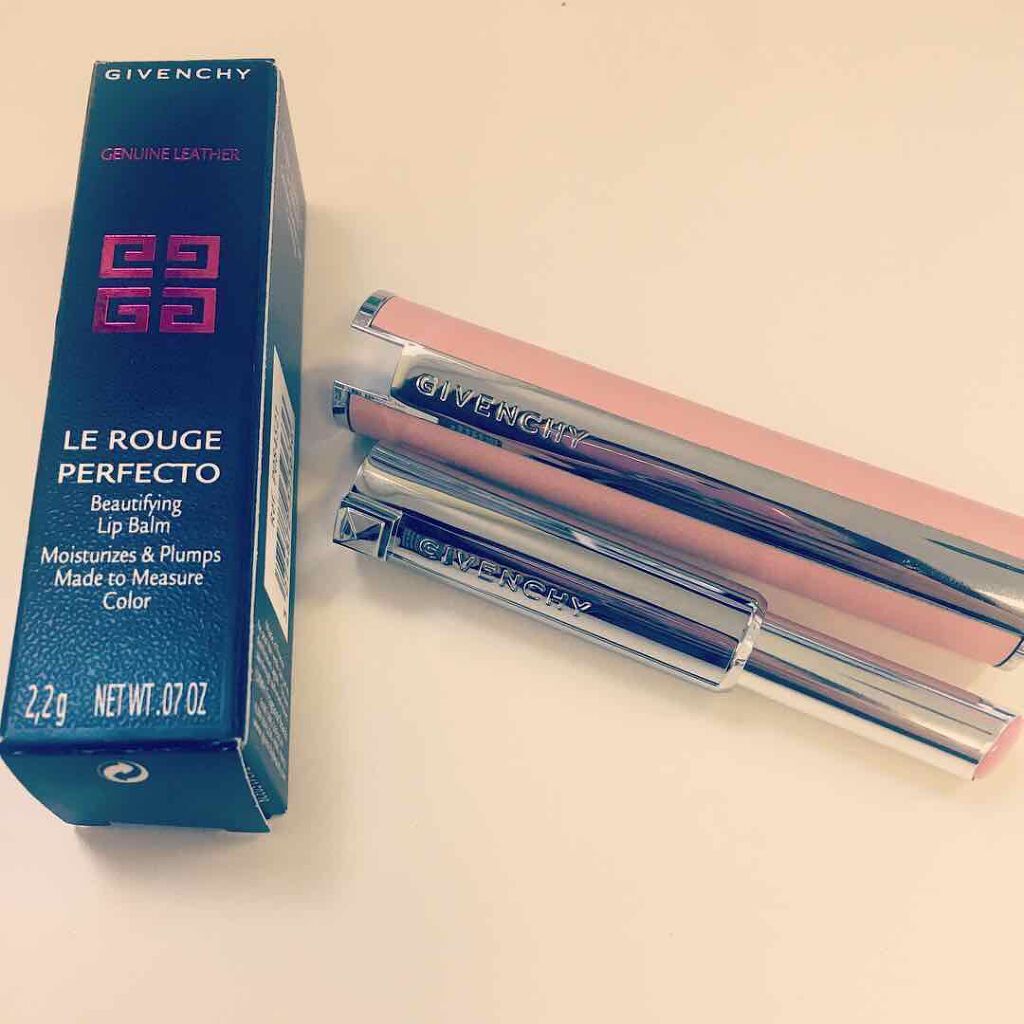 GIVENCHY
GENUINE LEATHER
LE ROUGE
PERFECTO
Beautifying
Lip Balm
Moisturizes & Plumps
Made to Measure
Color
2,2g NET WT .07 OZ
GIVENCHY
GIVENCHY